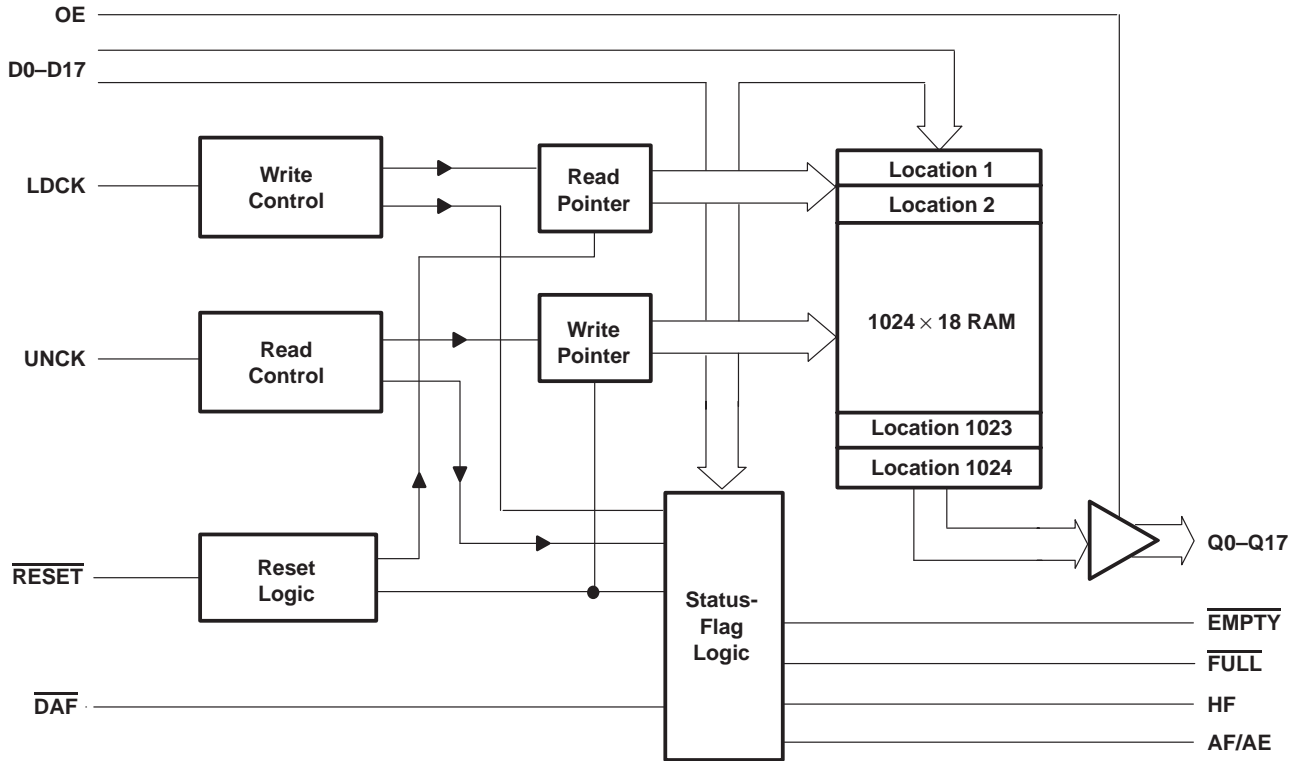 OE
D0–D17
LDCK
Write
Control
Read
Pointer
Location 1
Location 2
1024 × 18 RAM
UNCK
Read
Control
Write
Pointer
Location 1023
Location 1024
RESET
Reset
Logic
Status-
Flag
Logic
Q0–Q17
EMPTY
FULL
DAF
HF
AF/AE